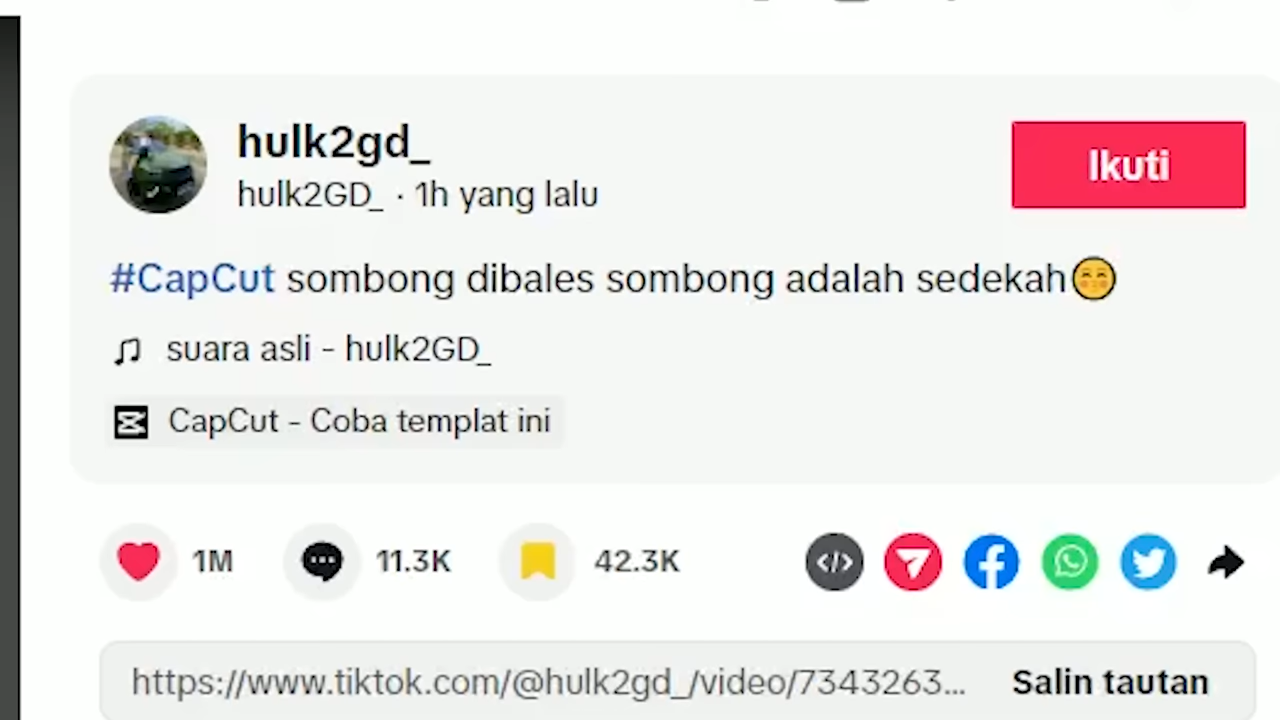 hulk2gd_
hulk2GD_ · 1h yang lalu
Ikuti
#CapCut sombong dibales sombong adalah sedekah😊
suara asli - hulk2GD_
CapCut - Coba templat ini
1M
11.3K
42.3K
https://www.tiktok.com/@hulk2gd_/video/7343263...
Salin tautan